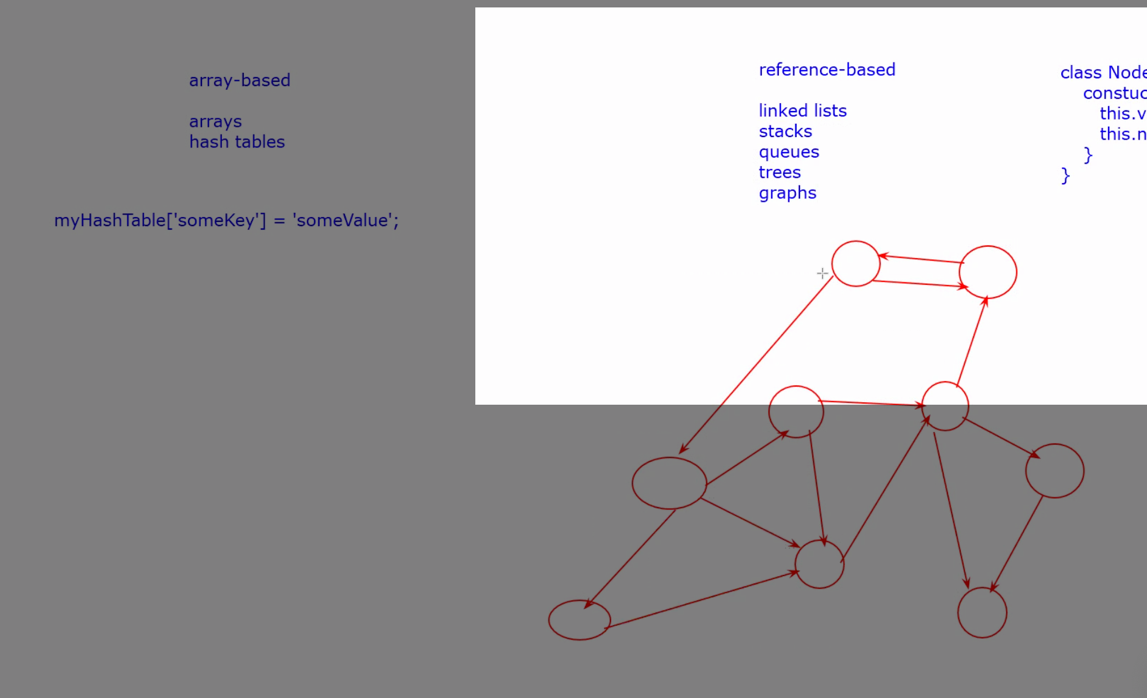 array-based
arrays
hash tables
myHashTable['someKey'] = 'someValue';
reference-based
linked lists
stacks
queues
trees
graphs
class Node
constuc
this.v
this.n
}
}